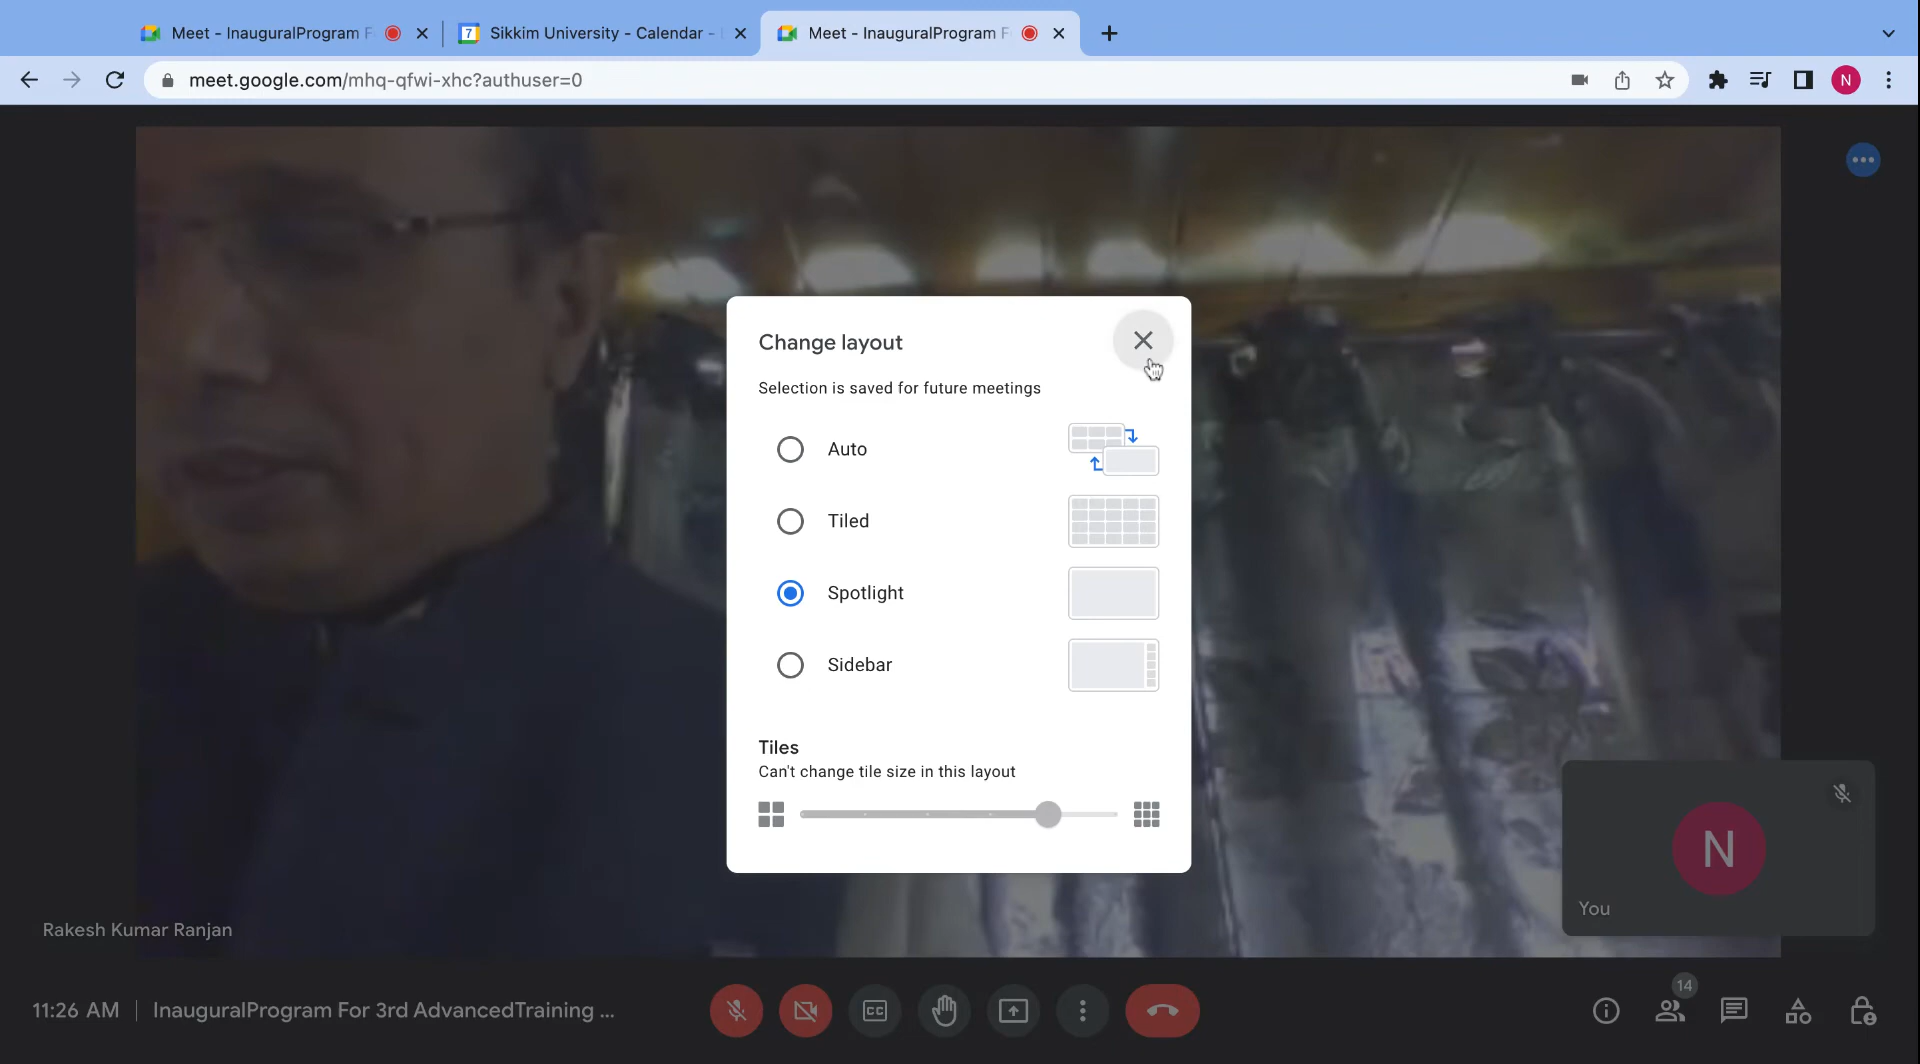 Meet - InauguralProgram F
7
Sikkim University - Calendar -
Meet - InauguralProgram F
meet.google.com/mhq-qfwi-xhc?authuser=0
N
Change layout
Selection is saved for future meetings
Auto
Tiled
Spotlight
Sidebar
Tiles
Can't change tile size in this layout
N
You
Rakesh Kumar Ranjan
11:26 AM
InauguralProgram For 3rd AdvancedTraining ...
CC
14